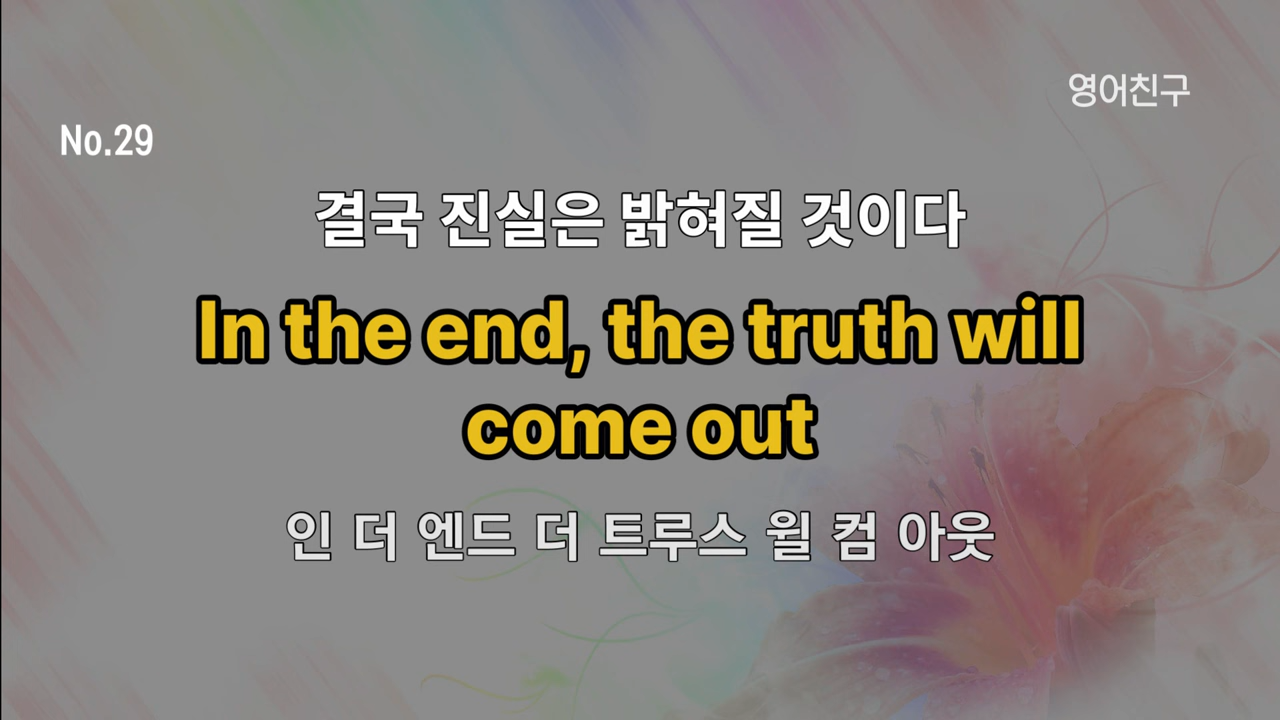 영어친구
No.29
결국 진실은 밝혀질 것이다
In the end, the truth will
come out
인 더 엔드 더 트루스 윌 컴 아웃